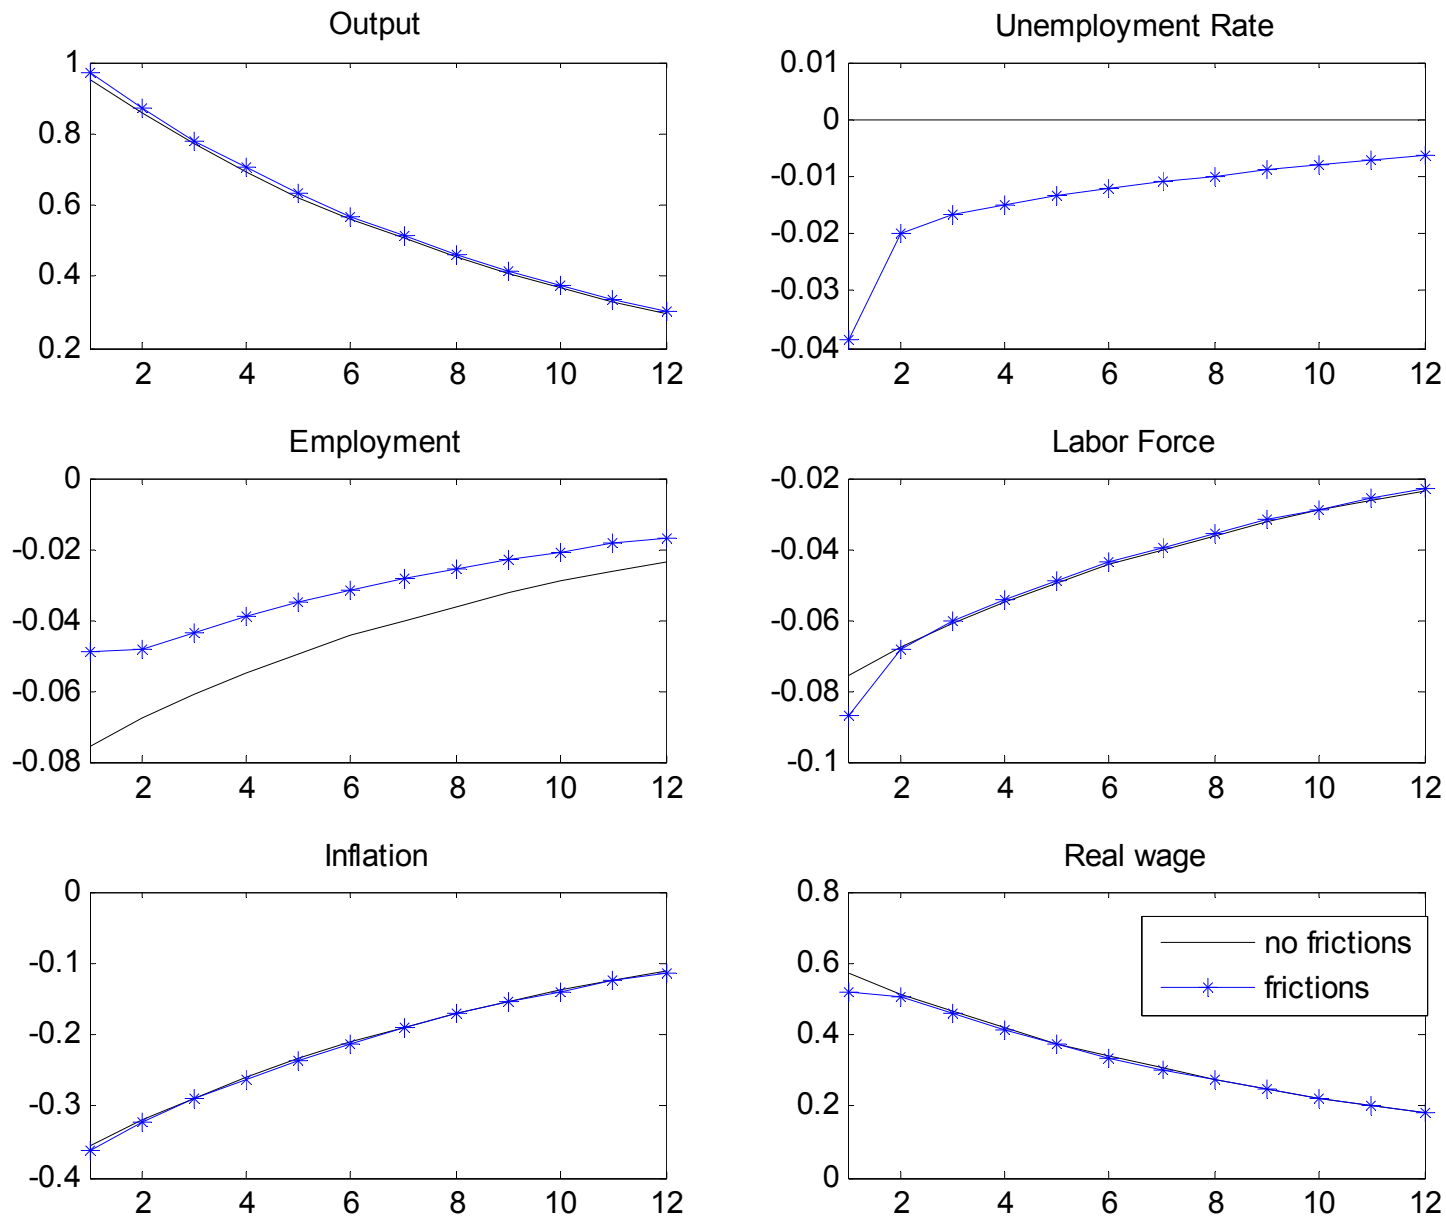 Output
1
0.8
0.6
0.4
0.2
2 4 6 8 10 12
Unemployment Rate
0.01
0
-0.01
-0.02
-0.03
-0.04
2 4 6 8 10 12
Employment
0
-0.02
-0.04
-0.06
-0.08
2 4 6 8 10 12
Labor Force
-0.02
-0.04
-0.06
-0.08
-0.1
2 4 6 8 10 12
Inflation
0
-0.1
-0.2
-0.3
-0.4
2 4 6 8 10 12
Real wage
0.8
0.6
0.4
0.2
0
no frictions
frictions
2 4 6 8 10 12